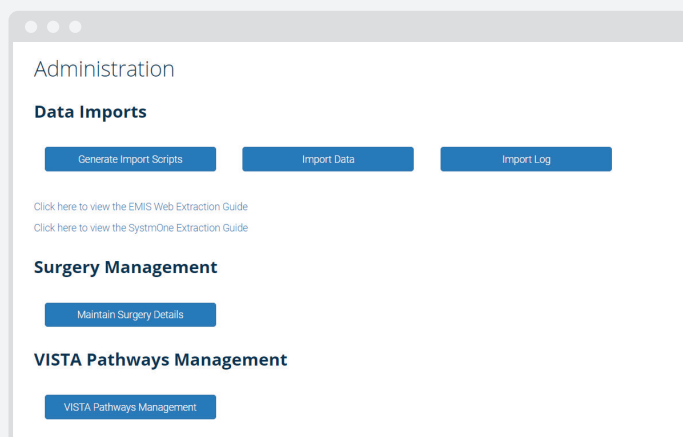 Administration
Data Imports
Generate Import Scripts Import Data Import Log
Click here to view the EMIS Web Extraction Guide
Click here to view the SystmOne Extraction Guide
Surgery Management
Maintain Surgery Details
VISTA Pathways Management
VISTA Pathways Management